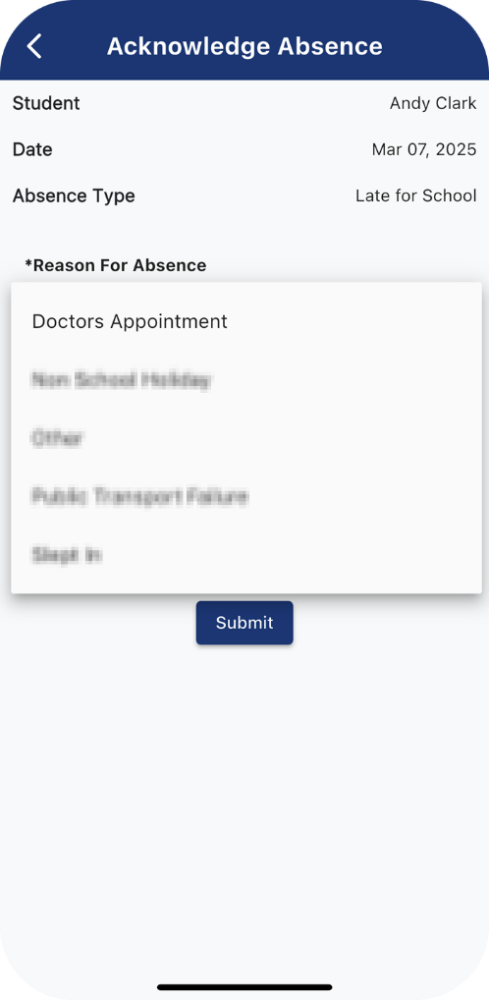 Acknowledge Absence
Student Andy Clark
Date Mar 07, 2025
Absence Type Late for School
*Reason For Absence
Doctors Appointment
Non School Holiday
Other
Public Transport Failure
Slept In
Submit